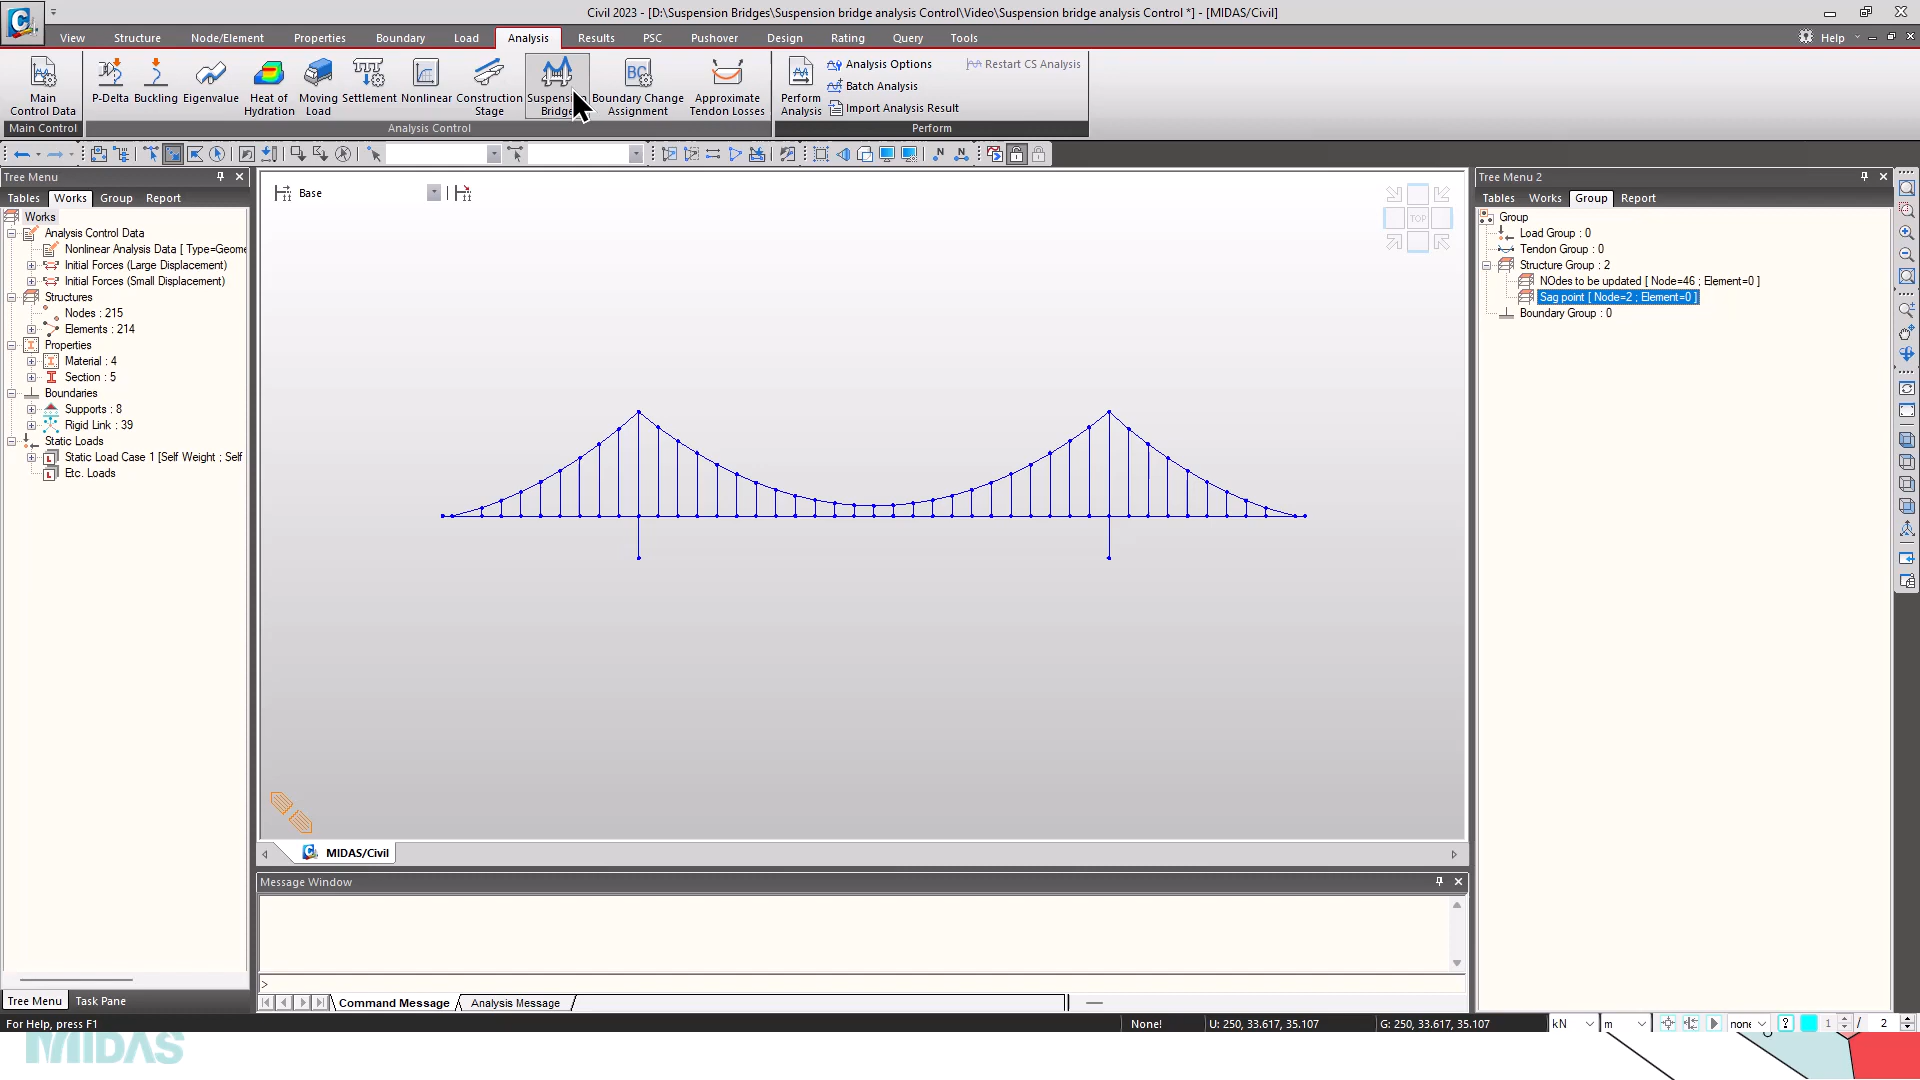 Civil 2023 - [D:\Suspension Bridges\Suspension bridge analysis Control\Video\Suspension bridge analysis Control *] - [MIDAS/Civil]
View Structure Node/Element Properties Boundary Load Analysis Results PSC Pushover Design Rating Query Tools Help
Main Control Data
P-Delta Buckling Eigenvalue Heat of Hydration Moving Load Settlement Nonlinear Construction Stage Boundary Change Assignment Approximate Tendon Losses
Perform Analysis
Analysis Options Restart CS Analysis
Batch Analysis
Import Analysis Result
Main Control Analysis Control Perform
Tree Menu
Tables Works Group Report
Works
Analysis Control Data
Nonlinear Analysis Data [ Type=Geome
Initial Forces (Large Displacement)
Initial Forces (Small Displacement)
Structures
Nodes : 215
Elements : 214
Properties
Material : 4
Section : 5
Boundaries
Supports : 8
Rigid Link : 39
Static Loads
Static Load Case 1 [Self Weight ; Self
Etc. Loads
Tree Menu Task Pane
Base
TOP
MIDAS/Civil
Message Window
>
Command Message Analysis Message
Tree Menu 2
Tables Works Group Report
Group
Load Group : 0
Tendon Group : 0
Structure Group : 2
NOdes to be updated [ Node=46 ; Element=0 ]
Sag point [ Node=2 ; Element=0 ]
Boundary Group : 0
For Help, press F1 None! U: 250, 33.617, 35.107 G: 250, 33.617, 35.107 kN m none ? 1 / 2
MIDAS